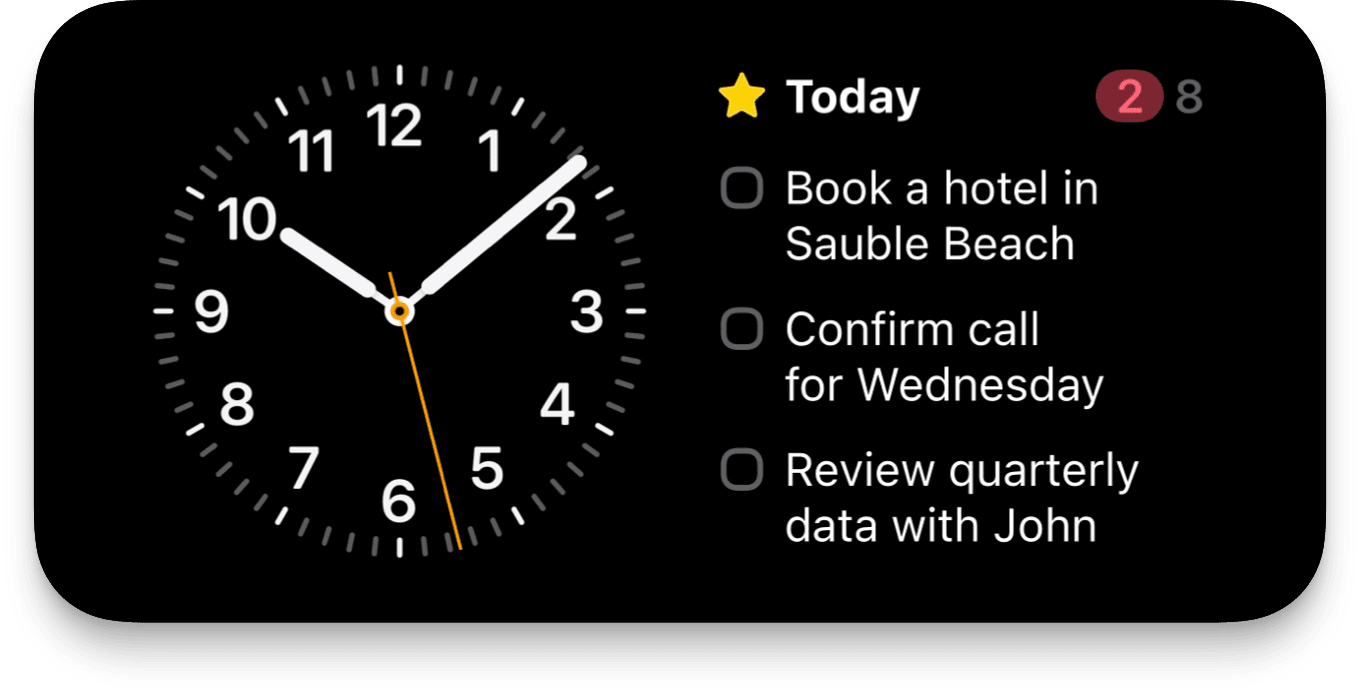 12
11
1
10
2
9
3
8
4
7
5
6
Today
2 8
Book a hotel in
Sauble Beach
Confirm call
for Wednesday
Review quarterly
data with John